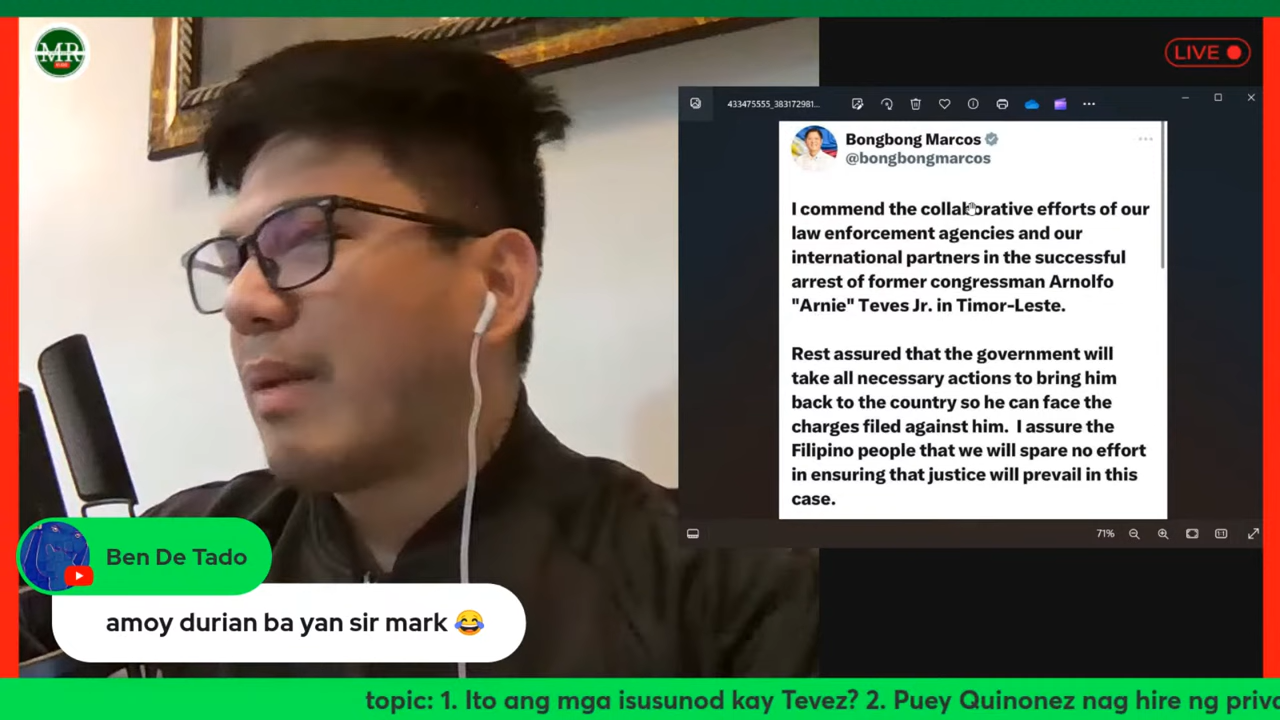 MR
LIVE
433475555_383172981...
Bongbong Marcos
@bongbongmarcos
I commend the collaborative efforts of our
law enforcement agencies and our
international partners in the successful
arrest of former congressman Arnolfo
"Arnie" Teves Jr. in Timor-Leste.
Rest assured that the government will
take all necessary actions to bring him
back to the country so he can face the
charges filed against him. I assure the
Filipino people that we will spare no effort
in ensuring that justice will prevail in this
case.
71%
Ben De Tado
amoy durian ba yan sir mark 😂
topic: 1. Ito ang mga isusunod kay Tevez? 2. Puey Quinonez nag hire ng priva